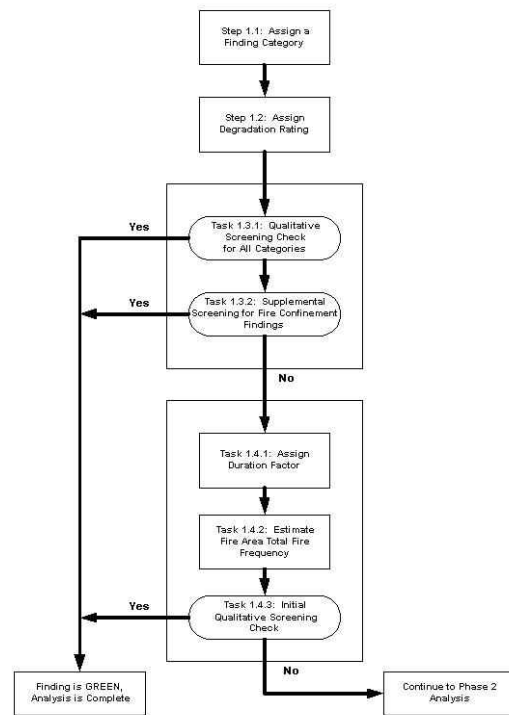 Step 1.1: Assign a
Finding Category
Step 1.2: Assign
Degradation Rating
Yes
Task 1.3.1: Qualitative
Screening Check
for All Categories
Yes
Task 1.3.2: Supplemental
Screening for Fire Confinement
Findings
No
Task 1.4.1: Assign
Duration Factor
Task 1.4.2: Estimate
Fire Area Total Fire
Frequency
Yes
Task 1.4.3: Initial
Qualitative Screening
Check
No
Finding is GREEN,
Analysis is Complete
Continue to Phase 2
Analysis